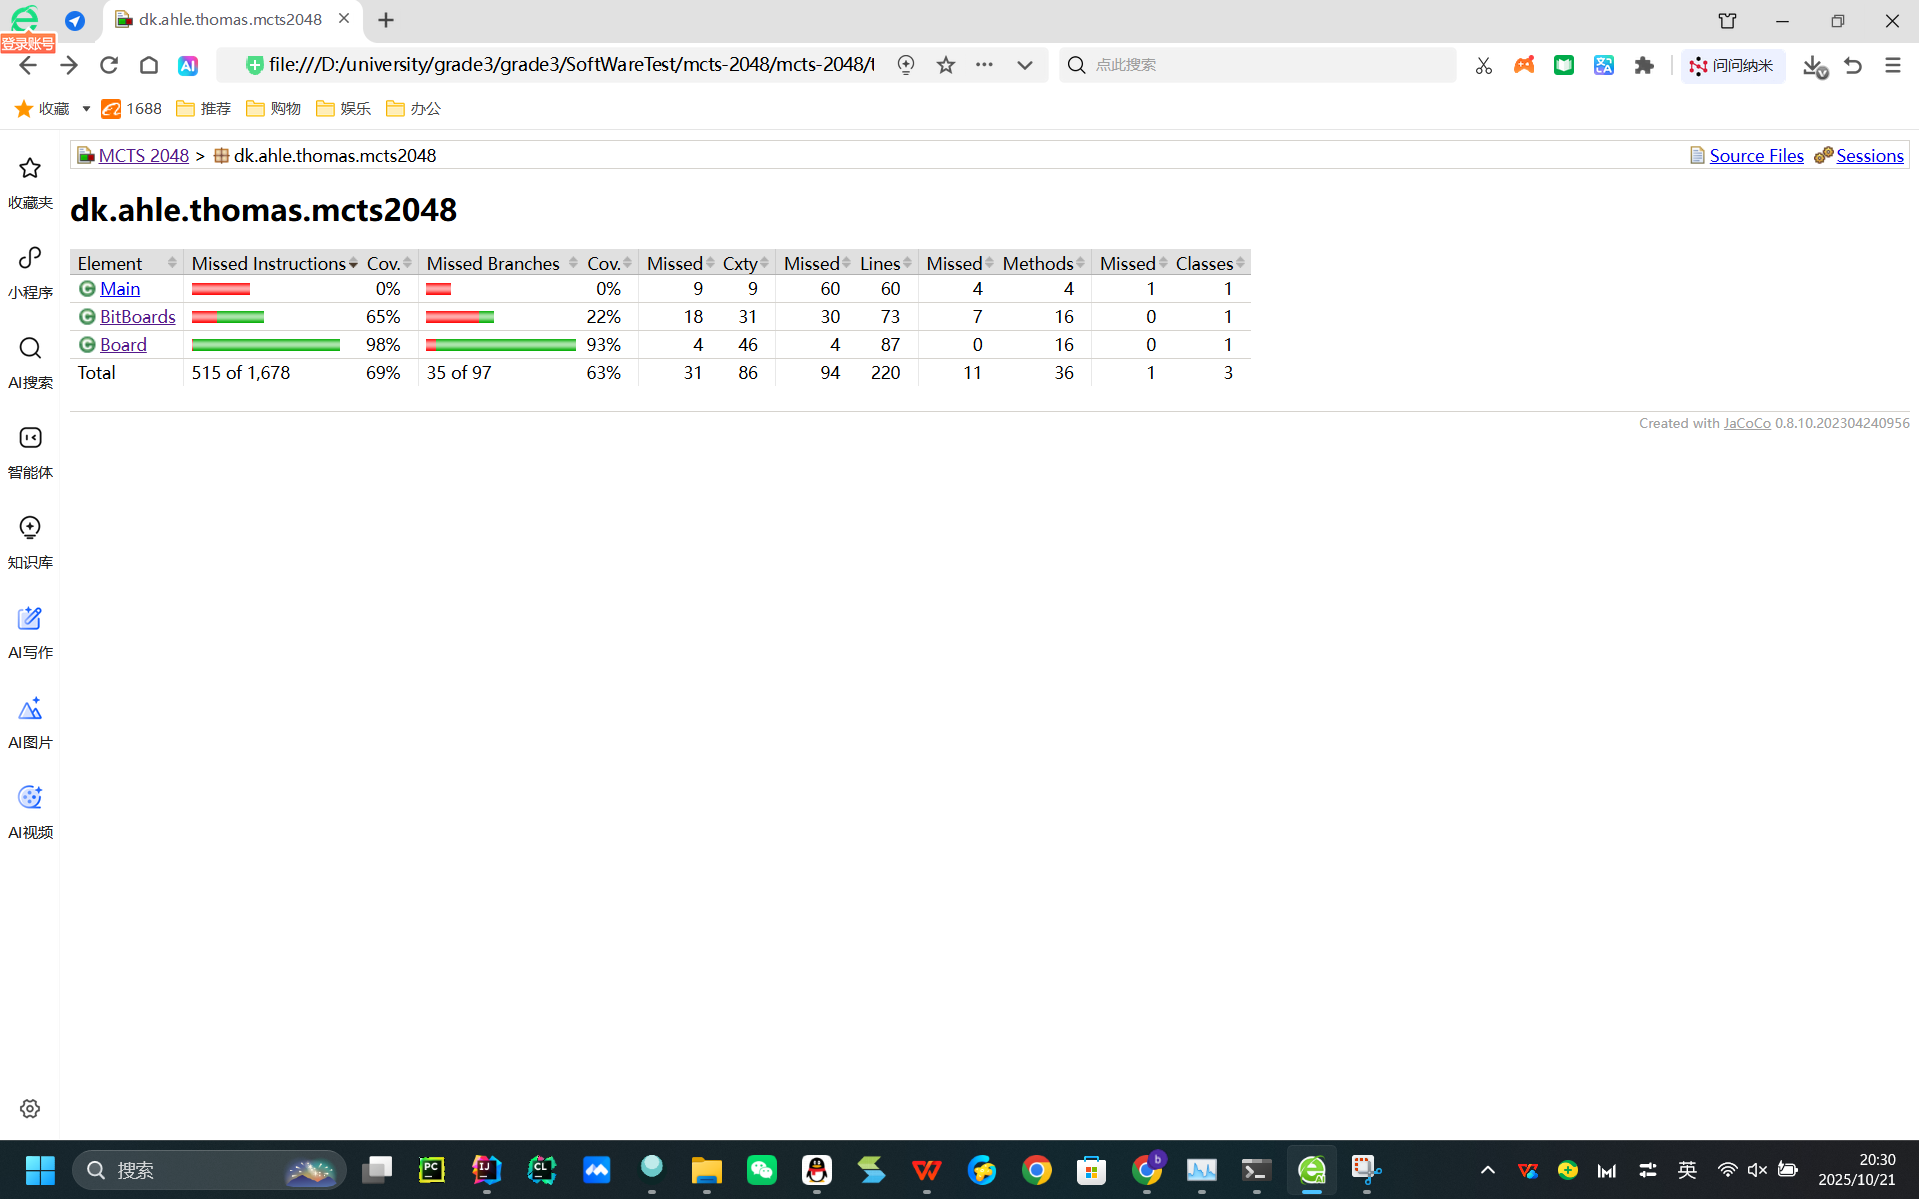 dk.ahle.thomas.mcts2048
登录账号
file:///D:/university/grade3/grade3/SoftWareTest/mcts-2048/mcts-2048/t
点此搜索
问问纳米
收藏 1688 推荐 购物 娱乐 办公
MCTS 2048 > dk.ahle.thomas.mcts2048 Source Files Sessions
dk.ahle.thomas.mcts2048
Element Missed Instructions Cov. Missed Branches Cov. Missed Cxty Missed Lines Missed Methods Missed Classes
Main 0% 0% 9 9 60 60 4 4 1 1
BitBoards 65% 22% 18 31 30 73 7 16 0 1
Board 98% 93% 4 46 4 87 0 16 0 1
Total 515 of 1,678 69% 35 of 97 63% 31 86 94 220 11 36 1 3
Created with JaCoCo 0.8.10.202304240956
收藏夹
小程序
AI搜索
智能体
知识库
AI写作
AI图片
AI视频
搜索
英
20:30
2025/10/21